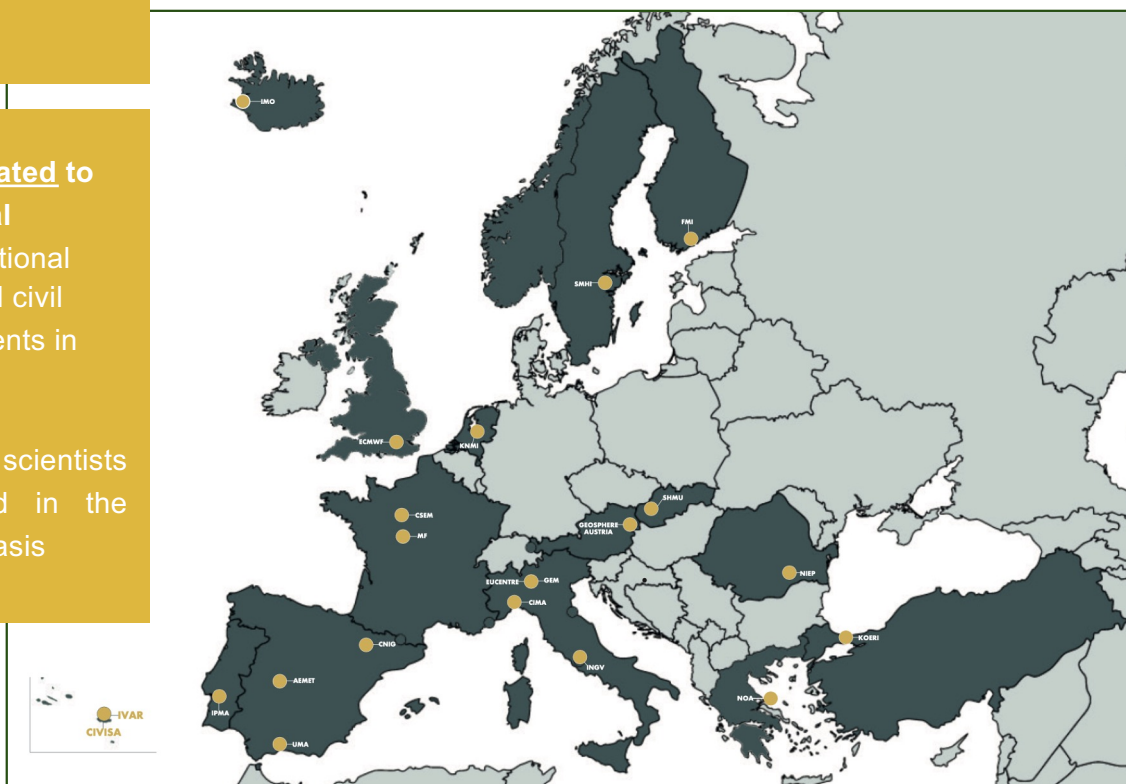 ated to
al
tional
l civil
ents in
scientists
d in the
asis
IMO
FMI
SMHI
ECMWF
KNMI
SHMU
CSEM
GEOSPHERE
AUSTRIA
MF
NIEP
EUCENTRE
GEM
CIMA
KOERI
CNIG
INGV
AEMET
NOA
IPMA
IVAR
CIVISA
UMA